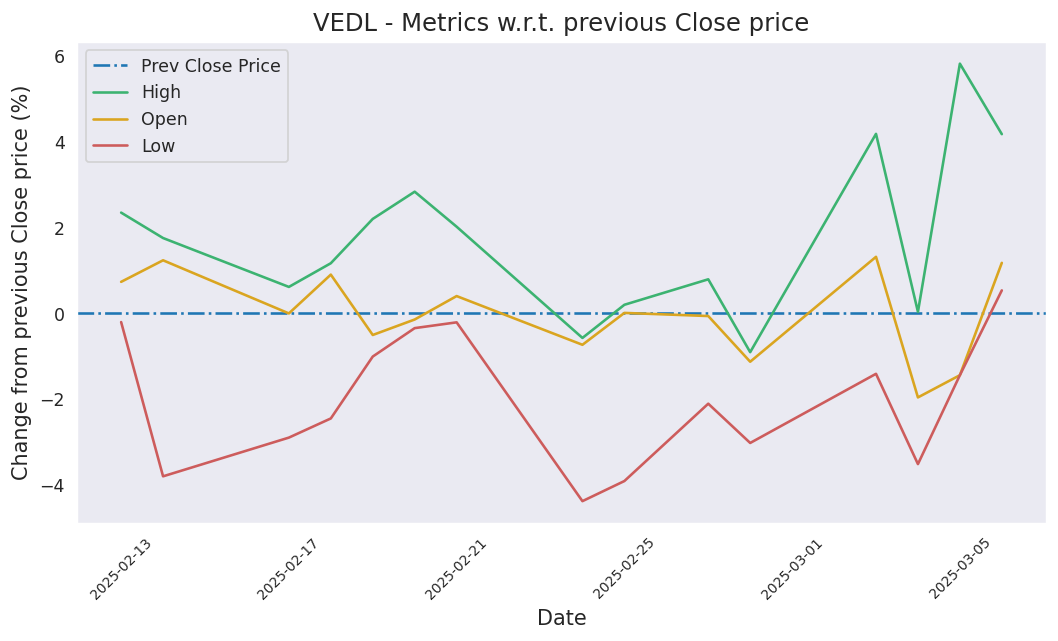 VEDL - Metrics w.r.t. previous Close price
Change from previous Close price (%)
6
4
2
0
−2
−4
Prev Close Price
High
Open
Low
2025-02-13
2025-02-17
2025-02-21
2025-02-25
2025-03-01
2025-03-05
Date